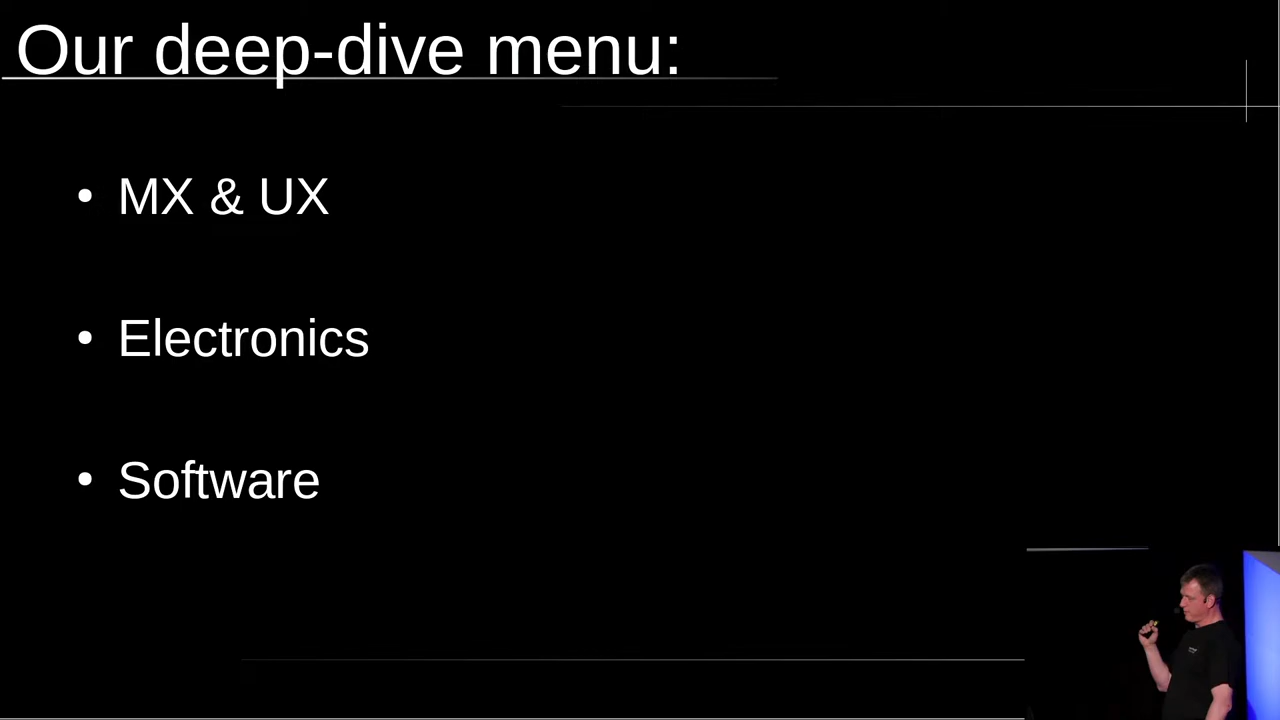 Our deep-dive menu:
• MX & UX
• Electronics
• Software